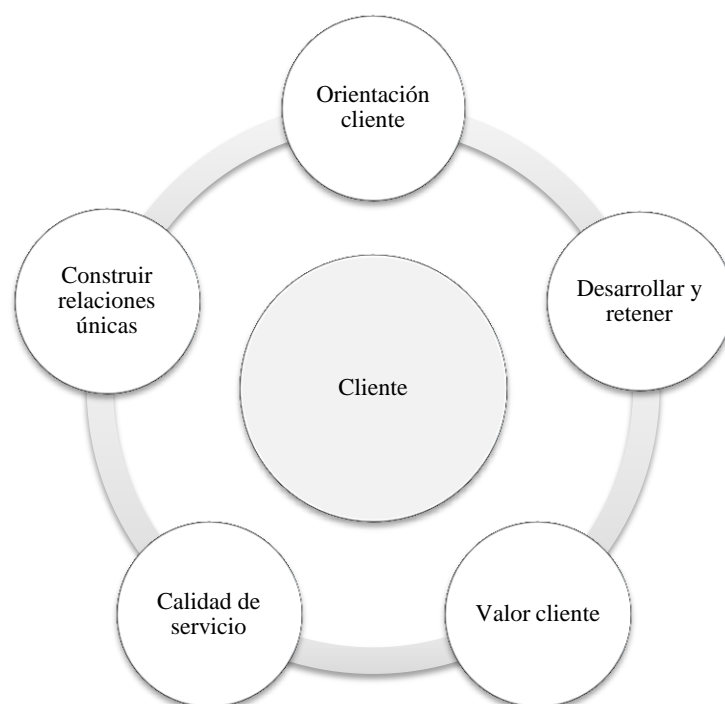 Orientación
cliente
Desarrollar y
retener
Valor cliente
Calidad de
servicio
Construir
relaciones
únicas
Cliente